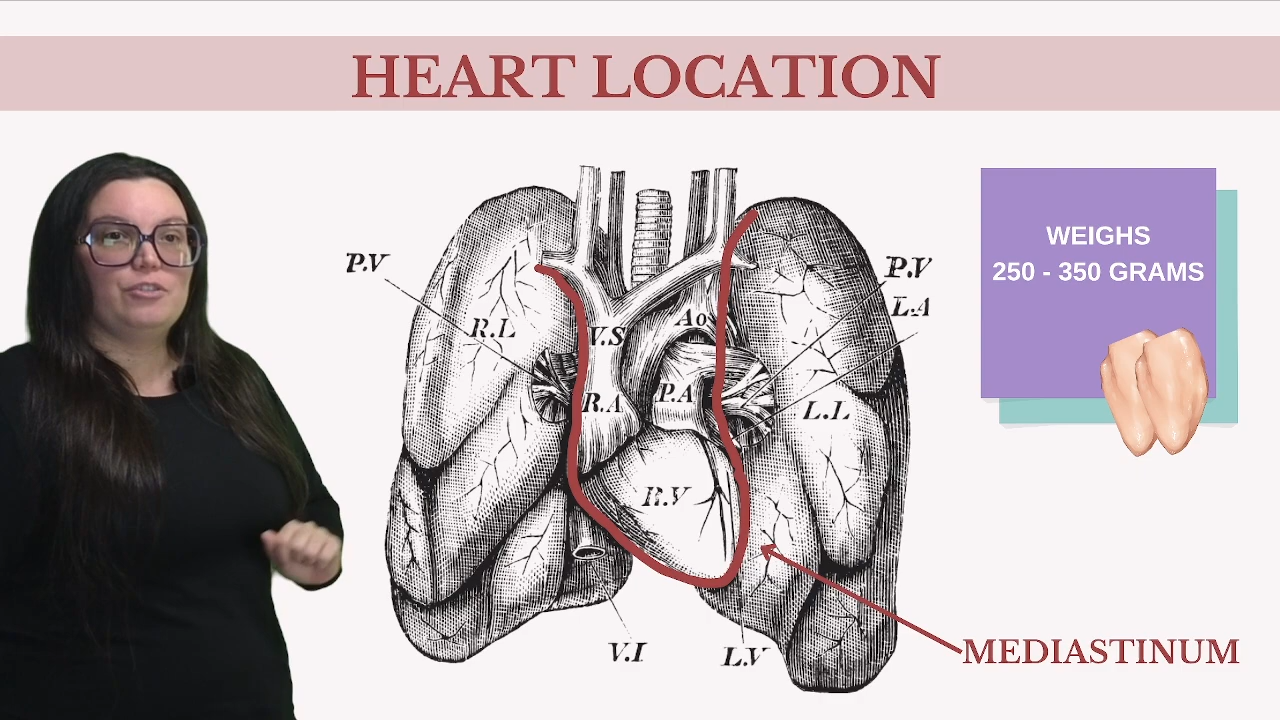 HEART LOCATION
WEIGHS
250 - 350 GRAMS
P.V
P.V
L.A
R.L
V.S
Ao
R.A
P.A
L.L
R.V
V.I
L.V
MEDIASTINUM